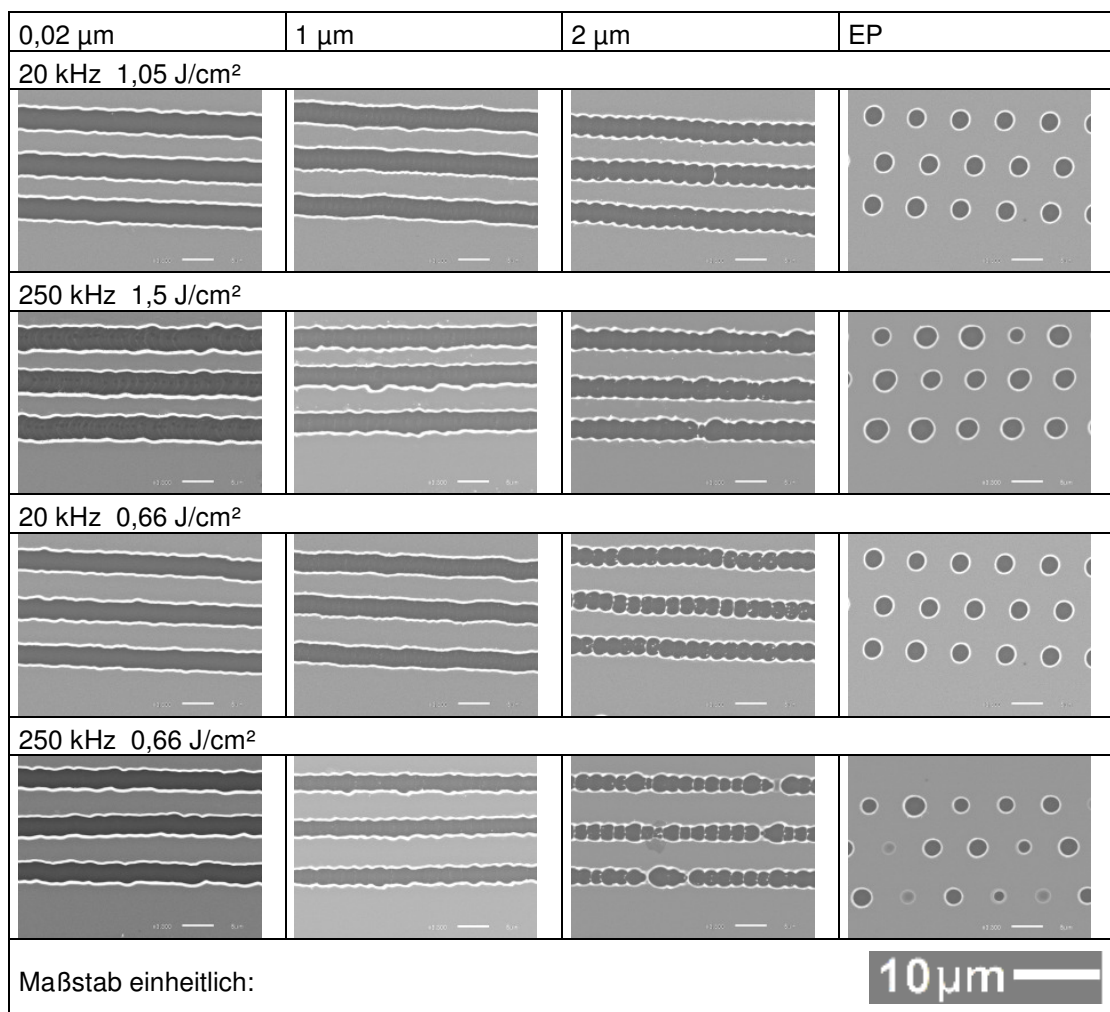 0,02 µm 1 µm 2 µm EP
20 kHz 1,05 J/cm²
250 kHz 1,5 J/cm²
20 kHz 0,66 J/cm²
250 kHz 0,66 J/cm²
Maßstab einheitlich: 10µm